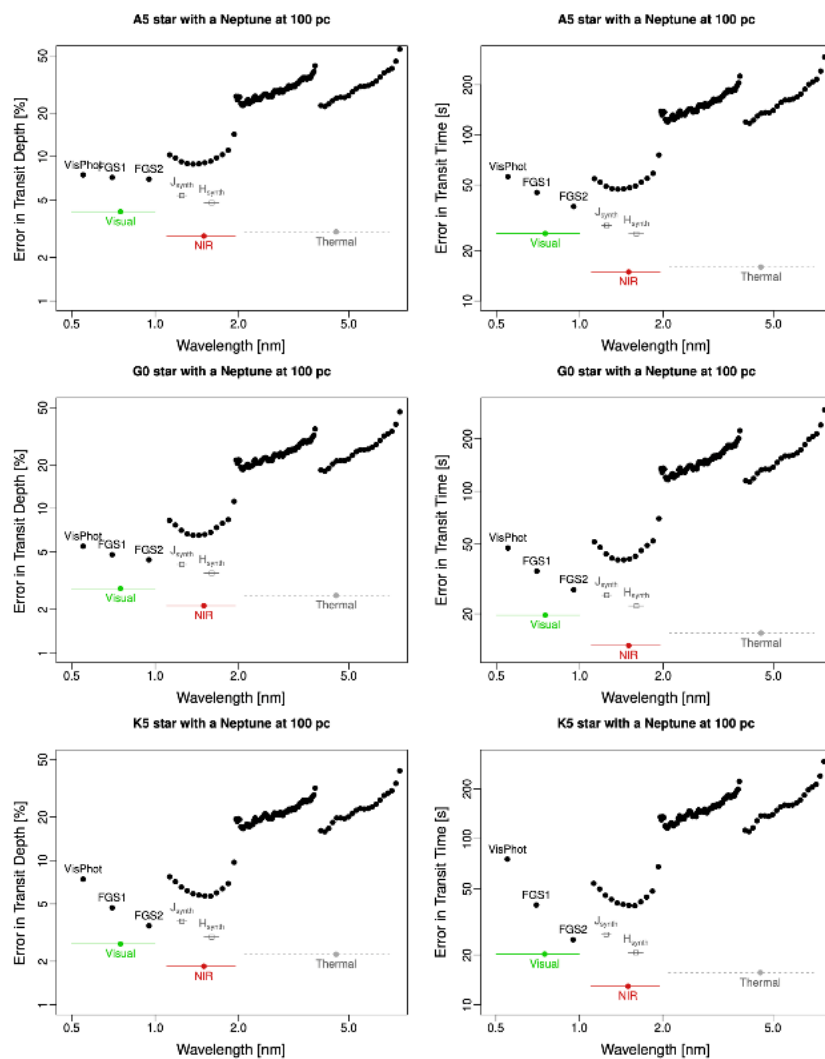 A5 star with a Neptune at 100 pc
Error in Transit Depth [%]
50
20
10
5
2
1
VisPhot
FGS1
FGS2
Jsynth
Hsynth
Visual
NIR
Thermal
0.5
1.0
2.0
5.0
Wavelength [nm]
A5 star with a Neptune at 100 pc
Error in Transit Time [s]
200
100
50
20
10
VisPhot
FGS1
FGS2
Jsynth
Hsynth
Visual
NIR
Thermal
0.5
1.0
2.0
5.0
Wavelength [nm]
G0 star with a Neptune at 100 pc
Error in Transit Depth [%]
50
20
10
5
2
1
VisPhot
FGS1
FGS2
Jsynth
Hsynth
Visual
NIR
Thermal
0.5
1.0
2.0
5.0
Wavelength [nm]
G0 star with a Neptune at 100 pc
Error in Transit Time [s]
200
100
50
20
VisPhot
FGS1
FGS2
Jsynth
Hsynth
Visual
NIR
Thermal
0.5
1.0
2.0
5.0
Wavelength [nm]
K5 star with a Neptune at 100 pc
Error in Transit Depth [%]
50
20
10
5
2
1
VisPhot
FGS1
FGS2
Jsynth
Hsynth
Visual
NIR
Thermal
0.5
1.0
2.0
5.0
Wavelength [nm]
K5 star with a Neptune at 100 pc
Error in Transit Time [s]
200
100
50
20
10
VisPhot
FGS1
FGS2
Jsynth
Hsynth
Visual
NIR
Thermal
0.5
1.0
2.0
5.0
Wavelength [nm]